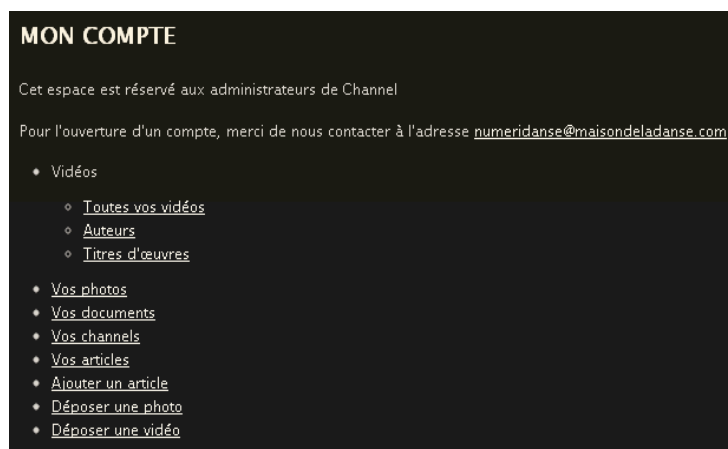 MON COMPTE
Cet espace est réservé aux administrateurs de Channel
Pour l'ouverture d'un compte, merci de nous contacter à l'adresse numeridanse@maisondeladanse.com
Vidéos
Toutes vos vidéos
Auteurs
Titres d'œuvres
Vos photos
Vos documents
Vos channels
Vos articles
Ajouter un article
Déposer une photo
Déposer une vidéo